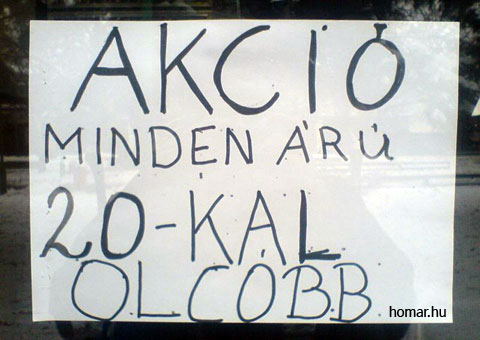 AKCIÓ
MINDEN ÁRÚ
20-KAL
OLCÓBB.
homar.hu